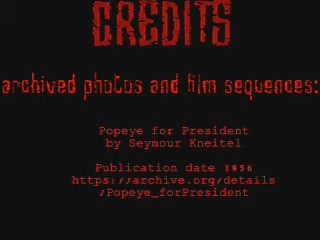 CREDITS
archived photos and film sequences:
Popeye for President
by Seymour Kneitel
Publication date 1956
https://archive.org/details
/Popeye_forPresident